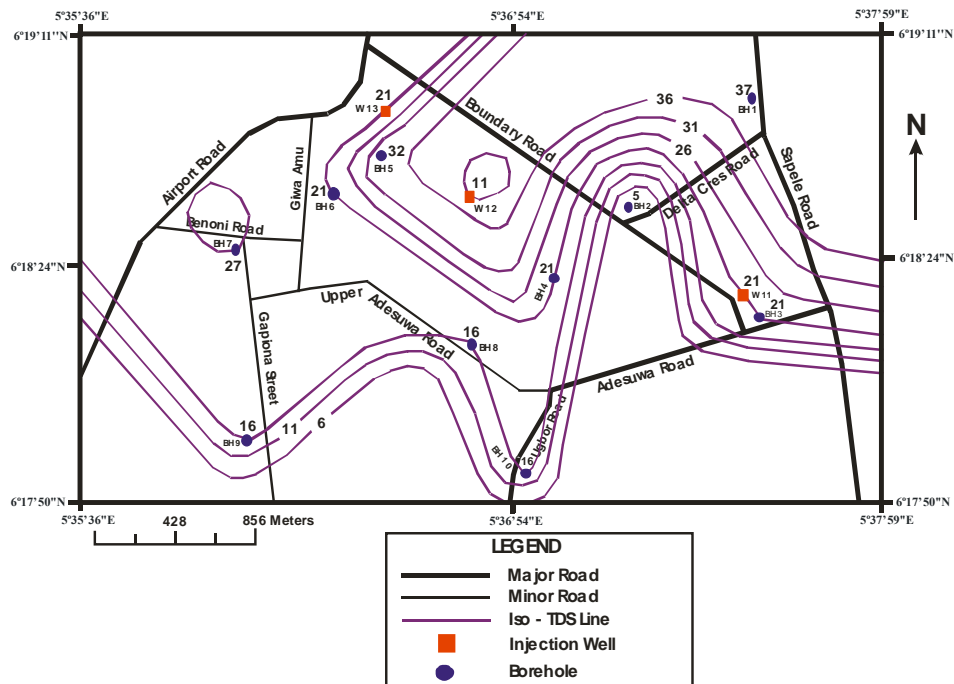 5°35'36"E 5°36'54"E 5°37'59"E
6°19'11"N 6°19'11"N
37
BH1
36
21
W13
Boundary Road
31
N
26
32
BH5
Airport Road
Giwa Amu
Delta Cres Road
Sapele Road
21
BH6
11
W12
5
BH2
Benoni Road
BH7
27
6°18'24"N 6°18'24"N
21
BH4
21
W11
21
BH3
Upper Adesuwa Road
16
BH8
Gapiona Street
Adesuwa Road
16
BH9
11
6
BH10
16
Ugbor Road
6°17'50"N 6°17'50"N
5°35'36"E 5°36'54"E 5°37'59"E
428 856 Meters
LEGEND
Major Road
Minor Road
Iso - TDS Line
Injection Well
Borehole